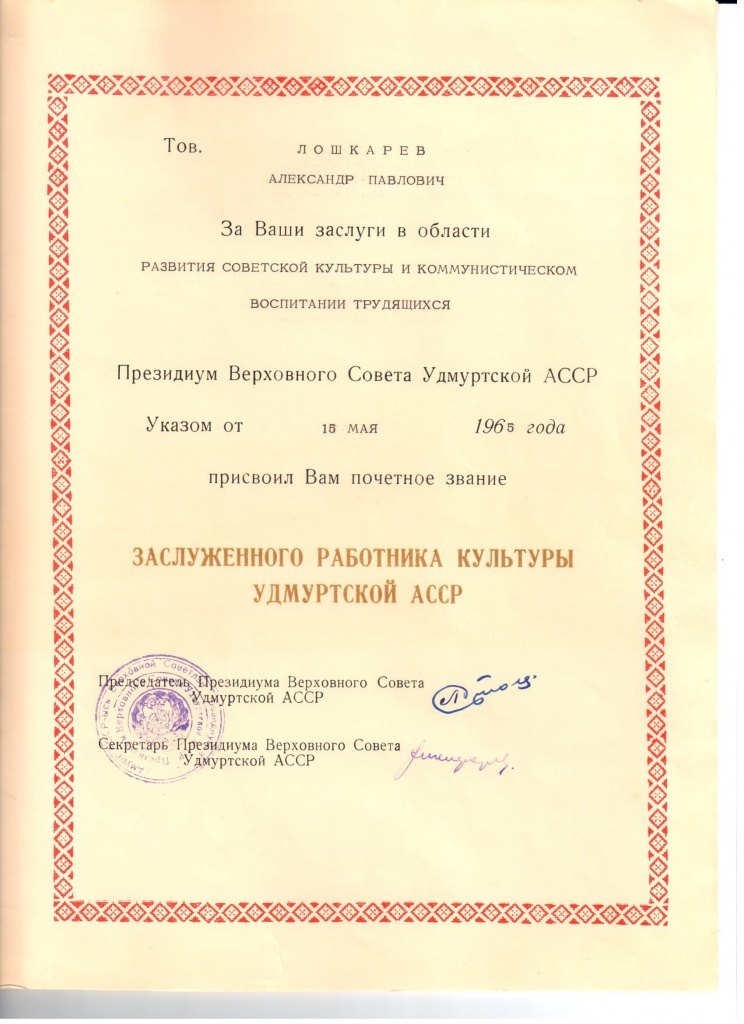 Тов. ЛОШКАРЕВ
АЛЕКСАНДР ПАВЛОВИЧ
За Ваши заслуги в области
РАЗВИТИЯ СОВЕТСКОЙ КУЛЬТУРЫ И КОММУНИСТИЧЕСКОМ
ВОСПИТАНИИ ТРУДЯЩИХСЯ
Президиум Верховного Совета Удмуртской АССР
Указом от 15 МАЯ 1965 года
присвоил Вам почетное звание
ЗАСЛУЖЕННОГО РАБОТНИКА КУЛЬТУРЫ
УДМУРТСКОЙ АССР
Председатель Президиума Верховного Совета
Удмуртской АССР
Секретарь Президиума Верховного Совета
Удмуртской АССР